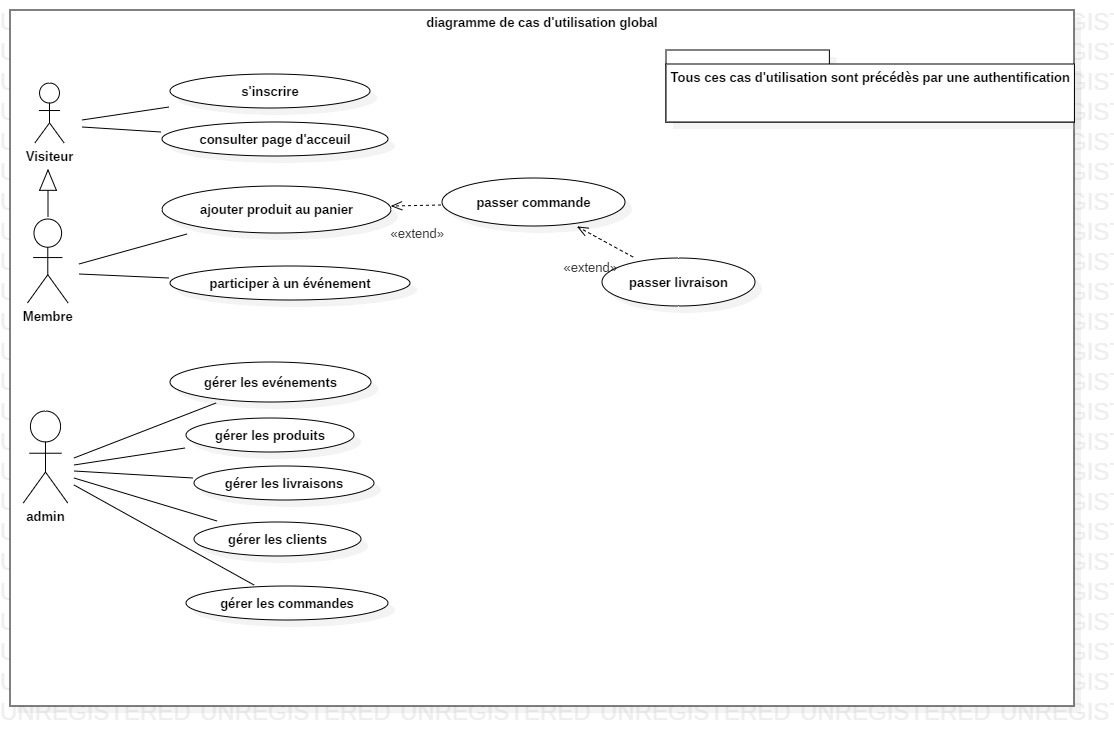 diagramme de cas d'utilisation global
Tous ces cas d'utilisation sont précédès par une authentification
s'inscrire
consulter page d'acceuil
Visiteur
ajouter produit au panier
passer commande
«extend»
«extend»
participer à un événement
passer livraison
Membre
gérer les evénements
gérer les produits
gérer les livraisons
admin
gérer les clients
gérer les commandes
UNREGISTERED UNREGISTERED UNREGISTERED UNREGISTERED UNREGISTERED UNREGIST